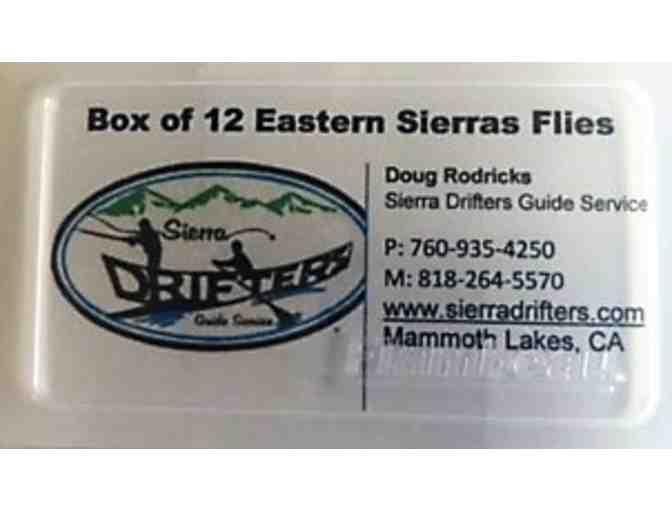 Box of 12 Eastern Sierras Flies
Sierra
DRIFTERS
Guide Service
Doug Rodricks
Sierra Drifters Guide Service
P: 760-935-4250
M: 818-264-5570
www.sierradrifters.com
Mammoth Lakes, CA